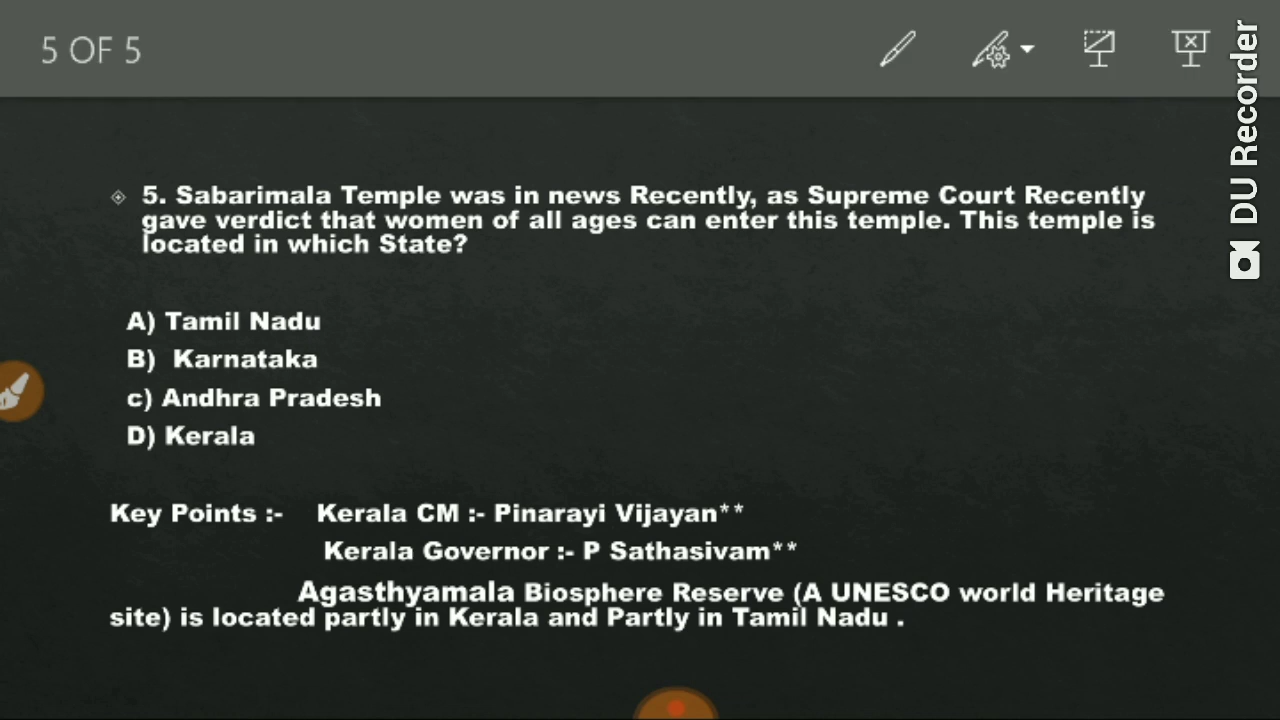 5 OF 5
DU Recorder
5. Sabarimala Temple was in news Recently, as Supreme Court Recently
gave verdict that women of all ages can enter this temple. This temple is
located in which State?
A) Tamil Nadu
B) Karnataka
c) Andhra Pradesh
D) Kerala
Key Points :- Kerala CM :- Pinarayi Vijayan**
Kerala Governor :- P Sathasivam**
Agasthyamala Biosphere Reserve (A UNESCO world Heritage
site) is located partly in Kerala and Partly in Tamil Nadu .